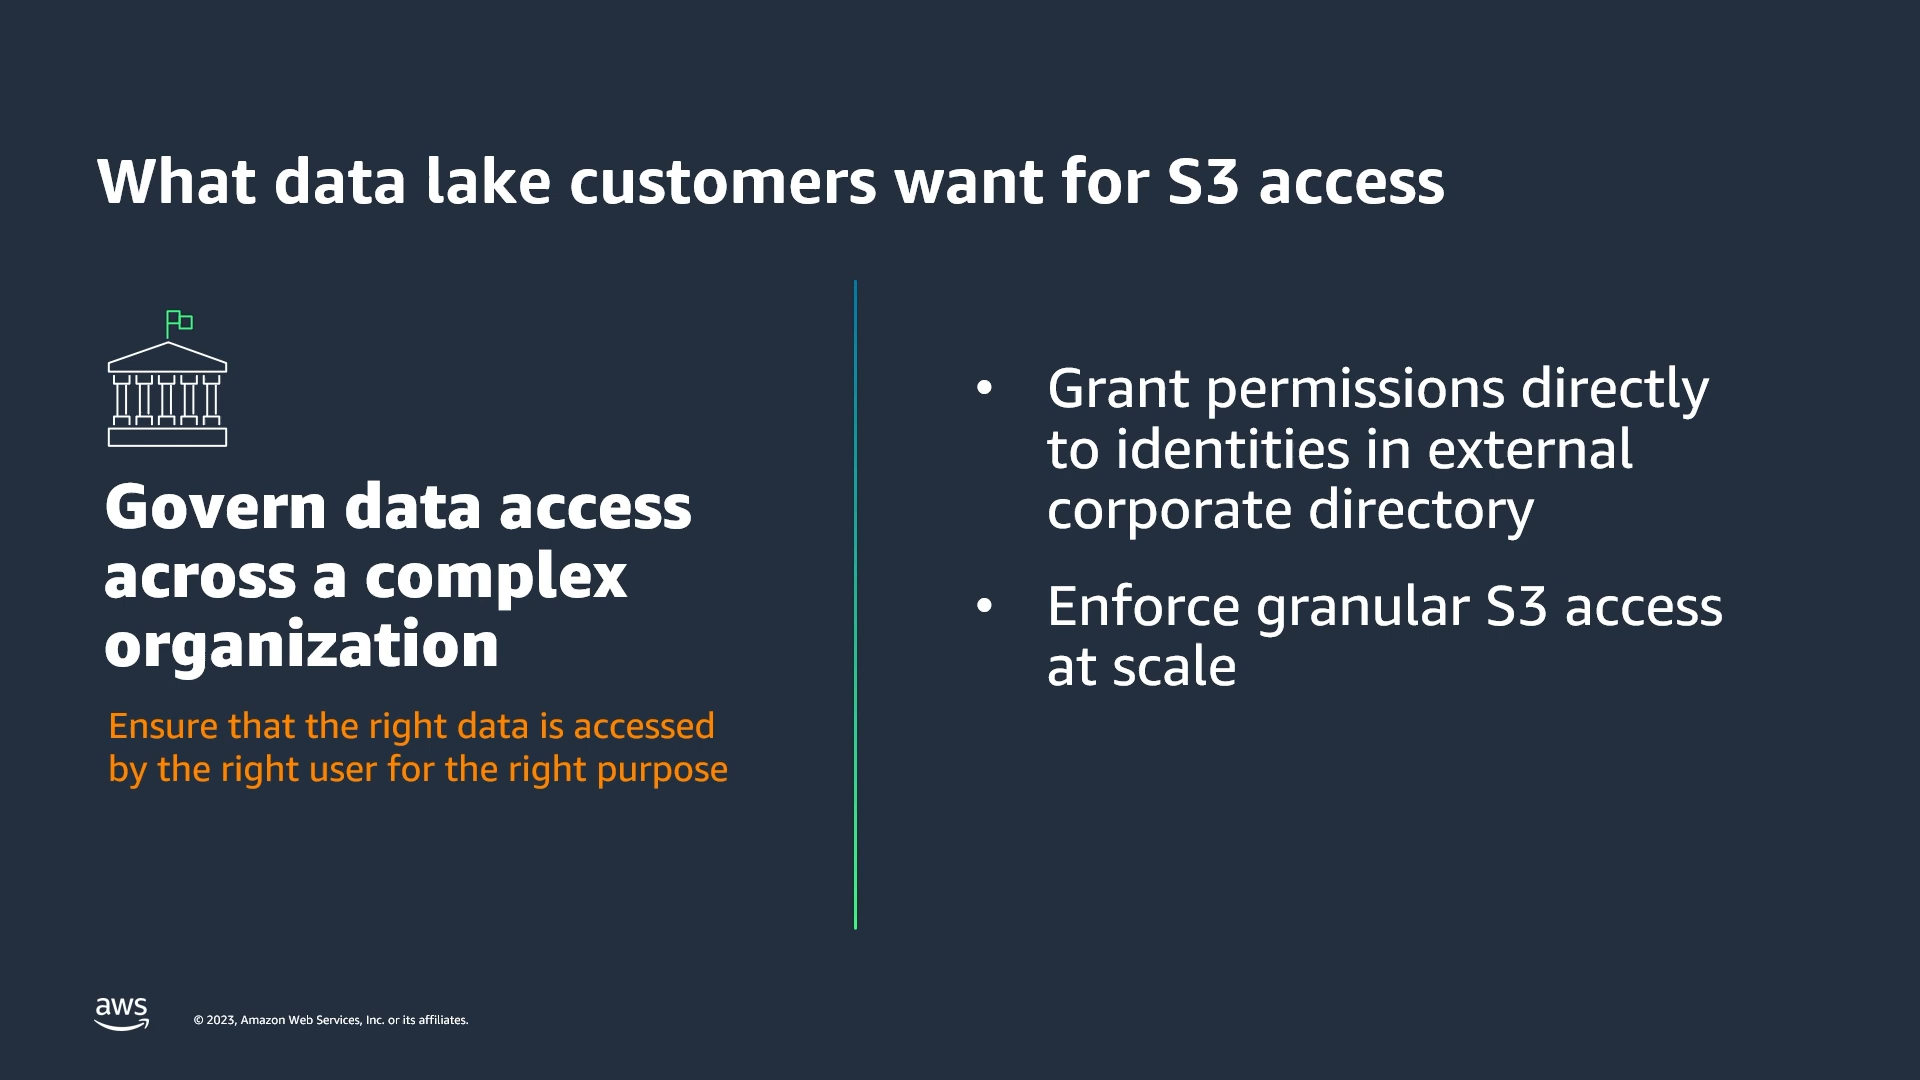 What data lake customers want for S3 access
Govern data access
across a complex
organization
Ensure that the right data is accessed
by the right user for the right purpose
• Grant permissions directly
to identities in external
corporate directory
• Enforce granular S3 access
at scale
aws
© 2023, Amazon Web Services, Inc. or its affiliates.